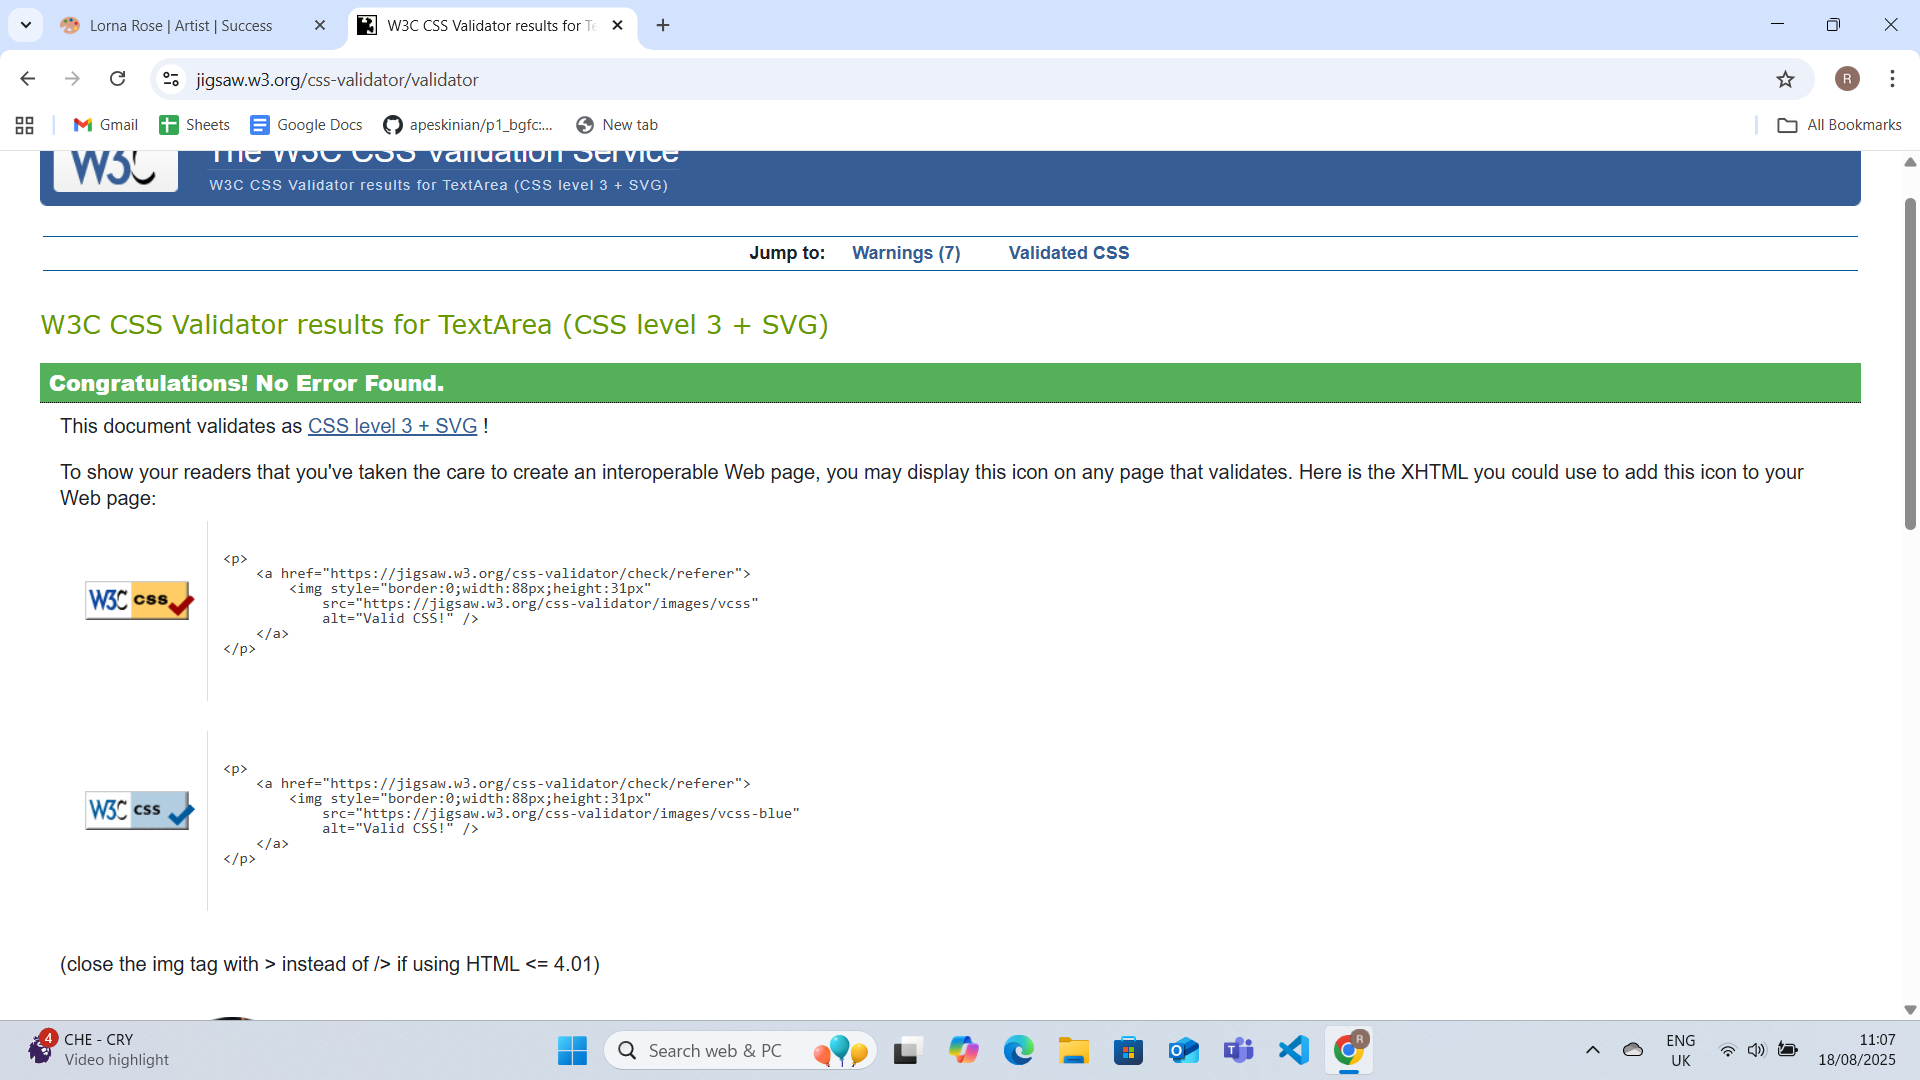 Lorna Rose | Artist | Success
W3C CSS Validator results for Te
jigsaw.w3.org/css-validator/validator
R
Gmail
Sheets
Google Docs
apeskinian/p1_bgfc:...
New tab
All Bookmarks
W3C
The W3C CSS Validation Service
W3C CSS Validator results for TextArea (CSS level 3 + SVG)
Jump to: Warnings (7) Validated CSS
W3C CSS Validator results for TextArea (CSS level 3 + SVG)
Congratulations! No Error Found.
This document validates as CSS level 3 + SVG !
To show your readers that you've taken the care to create an interoperable Web page, you may display this icon on any page that validates. Here is the XHTML you could use to add this icon to your
Web page:
W3C css
<p>
<a href="https://jigsaw.w3.org/css-validator/check/referer">
<img style="border:0;width:88px;height:31px"
src="https://jigsaw.w3.org/css-validator/images/vcss"
alt="Valid CSS!" />
</a>
</p>
W3C css
<p>
<a href="https://jigsaw.w3.org/css-validator/check/referer">
<img style="border:0;width:88px;height:31px"
src="https://jigsaw.w3.org/css-validator/images/vcss-blue"
alt="Valid CSS!" />
</a>
</p>
(close the img tag with > instead of /> if using HTML <= 4.01)
4
CHE - CRY
Video highlight
Search web & PC
R
ENG
UK
11:07
18/08/2025